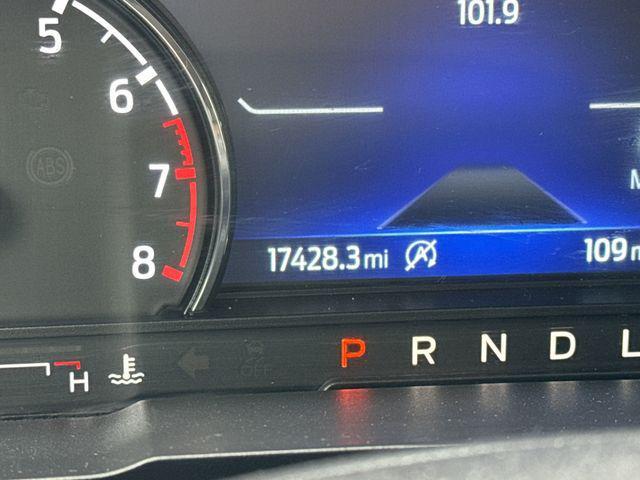 101.9
5
6
7
8
ABS
17428.3 mi
109 m
P R N D L
H
OFF